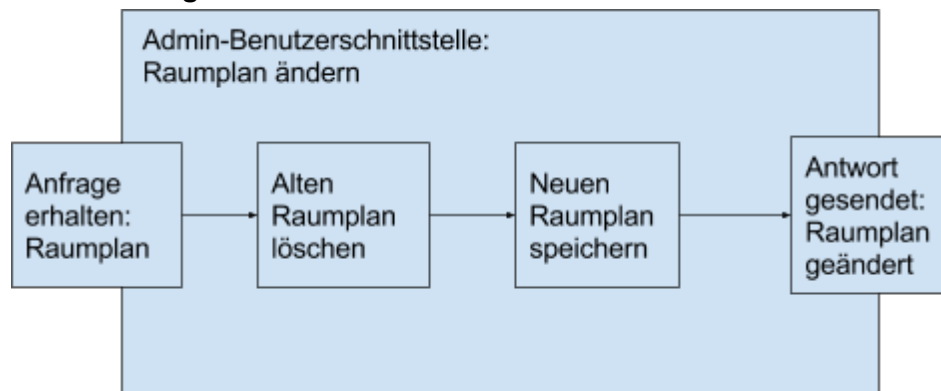 Admin-Benutzerschnittstelle:
Raumplan ändern
Anfrage
erhalten:
Raumplan
Alten
Raumplan
löschen
Neuen
Raumplan
speichern
Antwort
gesendet:
Raumplan
geändert